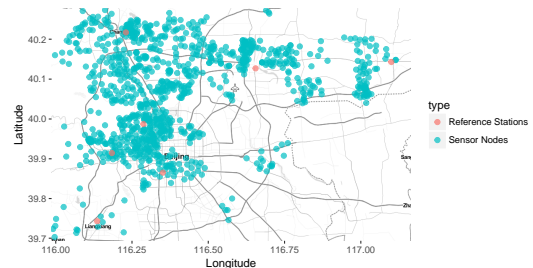 40.2
40.1
40.0
39.9
39.8
39.7
Latitude
116.00
116.25
116.50
116.75
117.00
Longitude
Beijing
type
Reference Stations
Sensor Nodes